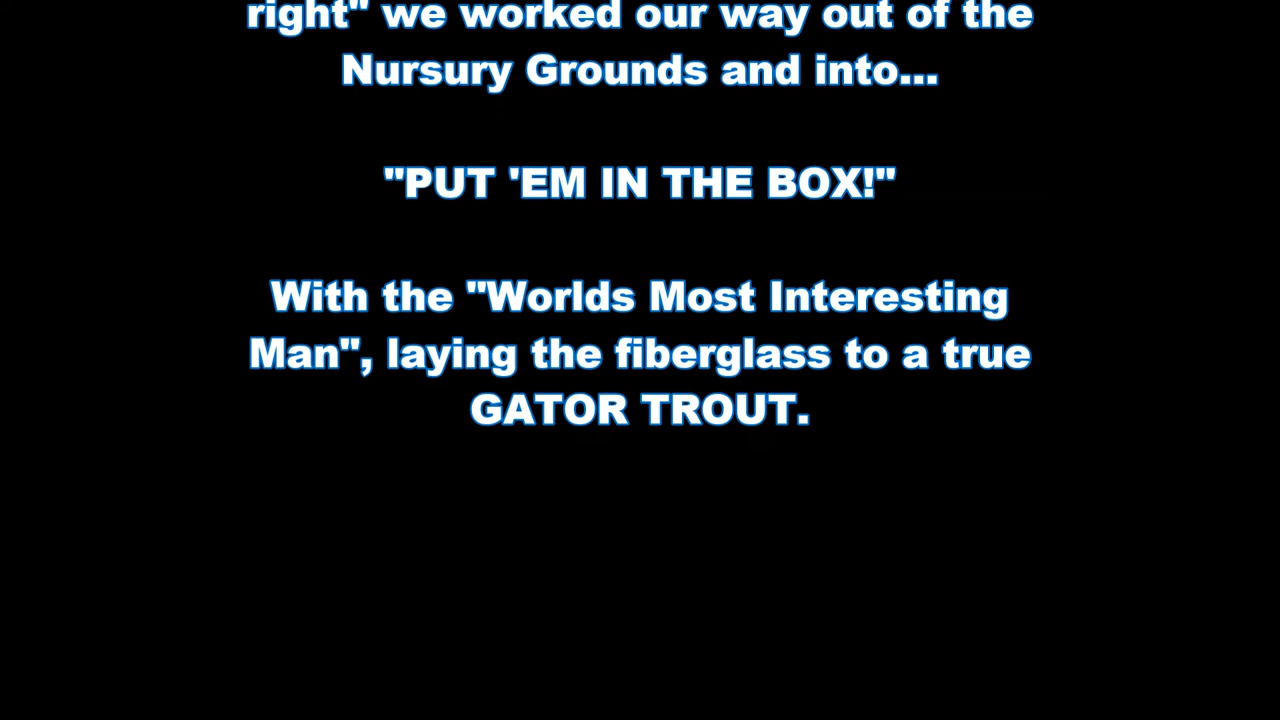 right" we worked our way out of the
Nursury Grounds and into...
"PUT 'EM IN THE BOX!"
With the "Worlds Most Interesting
Man", laying the fiberglass to a true
GATOR TROUT.